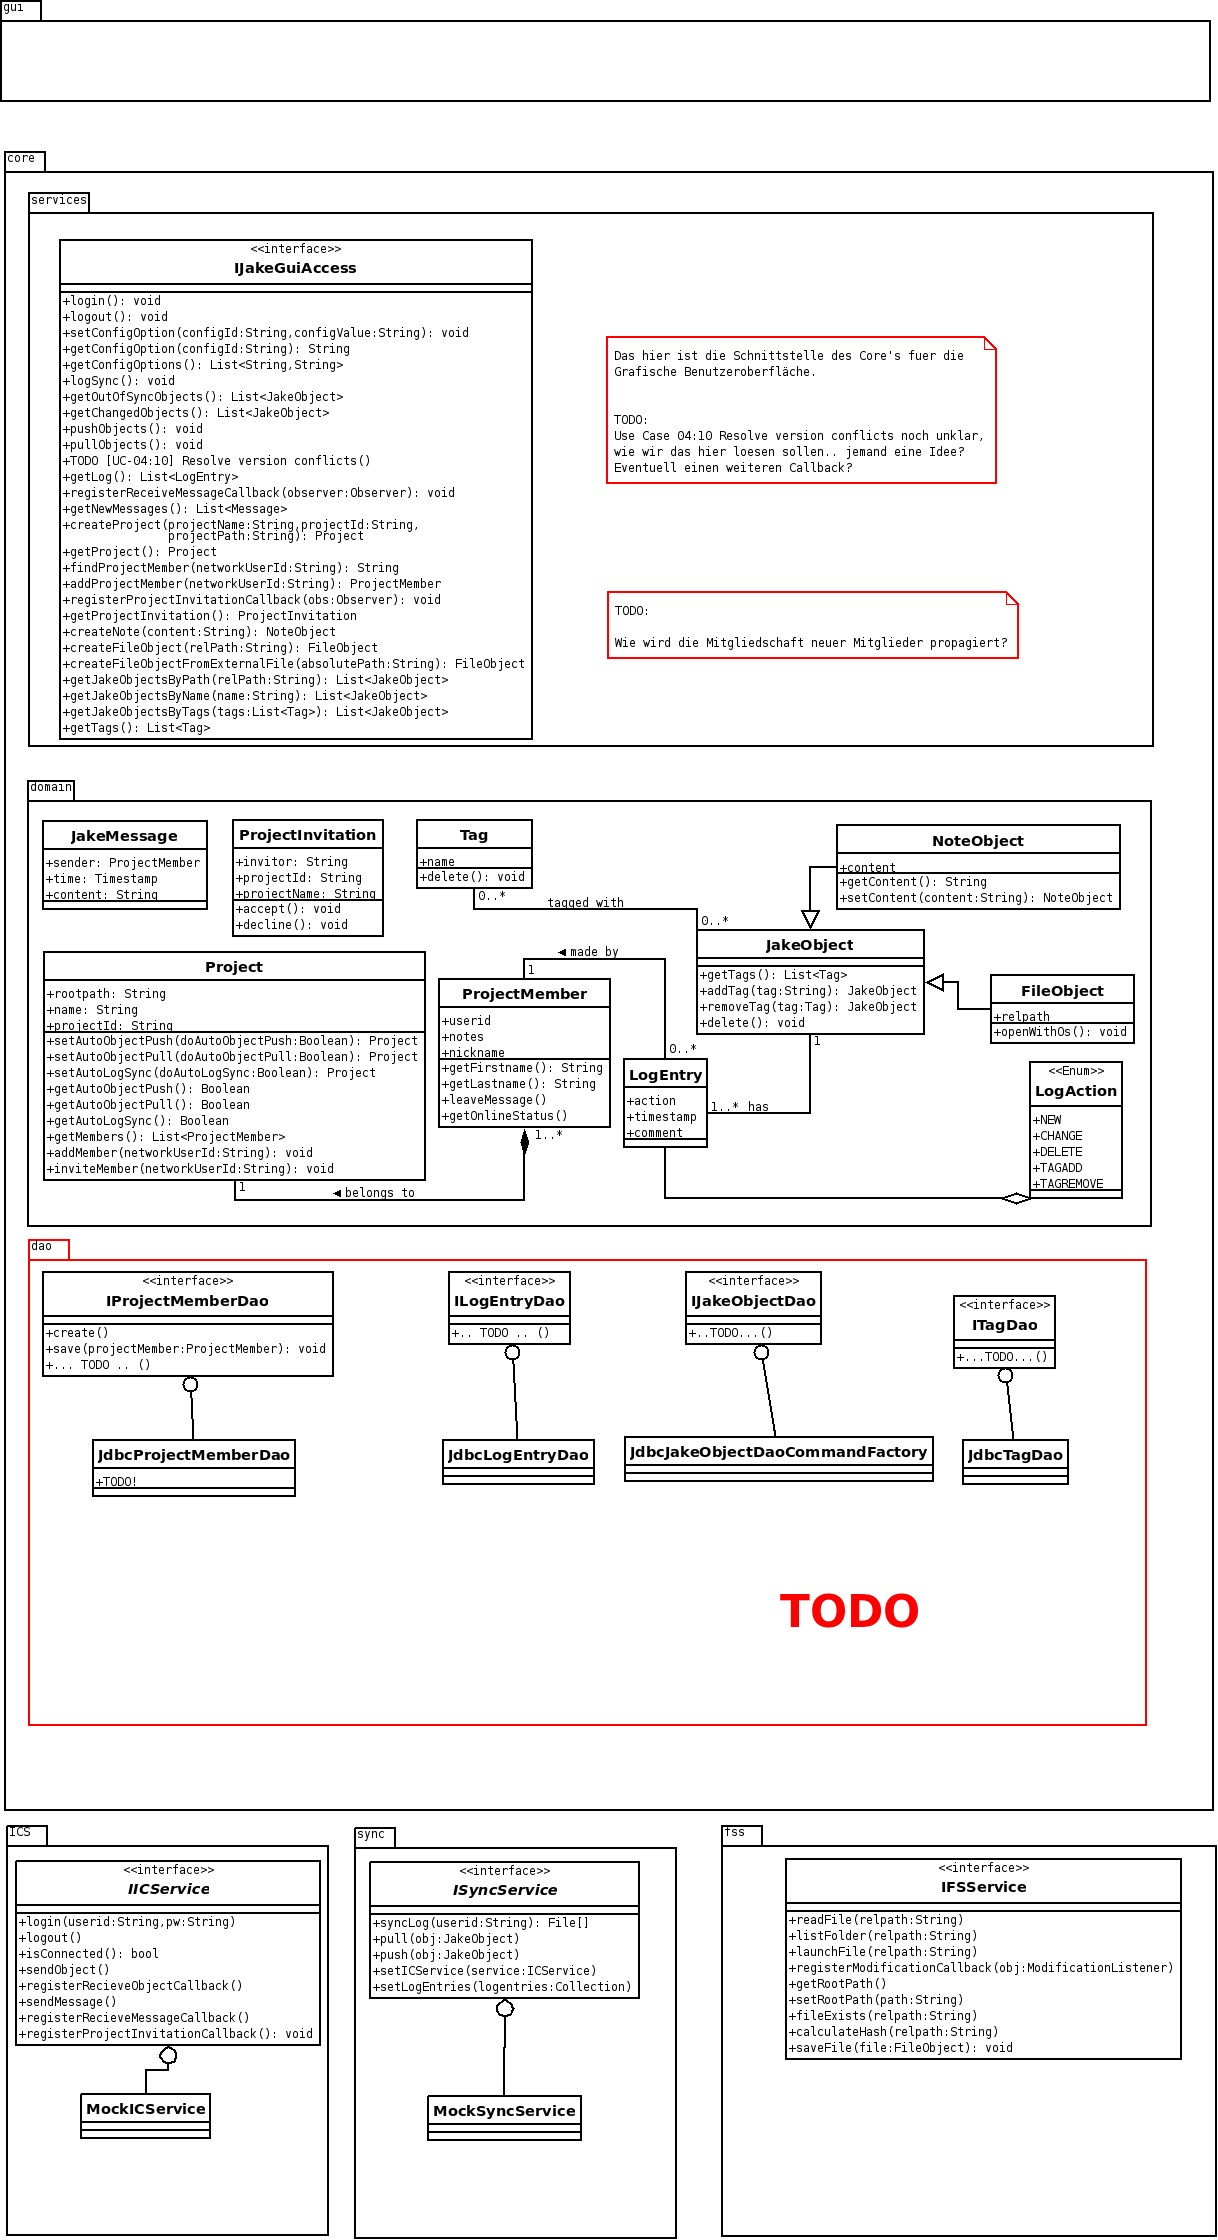 gui
core
services
<<interface>>
IJakeGuiAccess
+login(): void
+logout(): void
+setConfigOption(configId:String,configValue:String): void
+getConfigOption(configId:String): String
+getConfigOptions(): List<String,String>
+logSync(): void
+getOutOfSyncObjects(): List<JakeObject>
+getChangedObjects(): List<JakeObject>
+pushObjects(): void
+pullObjects(): void
+TODO [UC-04:10] Resolve version conflicts()
+getLog(): List<LogEntry>
+registerReceiveMessageCallback(observer:Observer): void
+getNewMessages(): List<Message>
+createProject(projectName:String,projectId:String,
projectPath:String): Project
+getProject(): Project
+findProjectMember(networkUserId:String): String
+addProjectMember(networkUserId:String): ProjectMember
+registerProjectInvitationCallback(obs:Observer): void
+getProjectInvitation(): ProjectInvitation
+createNote(content:String): NoteObject
+createFileObject(relPath:String): FileObject
+createFileObjectFromExternalFile(absolutePath:String): FileObject
+getJakeObjectsByPath(relPath:String): List<JakeObject>
+getJakeObjectsByName(name:String): List<JakeObject>
+getJakeObjectsByTags(tags:List<Tag>): List<JakeObject>
+getTags(): List<Tag>
Das hier ist die Schnittstelle des Core's fuer die
Grafische Benutzeroberfläche.
TODO:
Use Case 04:10 Resolve version conflicts noch unklar,
wie wir das hier loesen sollen.. jemand eine Idee?
Eventuell einen weiteren Callback?
TODO:
Wie wird die Mitgliedschaft neuer Mitglieder propagiert?
domain
JakeMessage
+sender: ProjectMember
+time: Timestamp
+content: String
ProjectInvitation
+invitor: String
+projectId: String
+projectName: String
+accept(): void
+decline(): void
Tag
+name
+delete(): void
0..*
tagged with
0..*
NoteObject
+content
+getContent(): String
+setContent(content:String): NoteObject
JakeObject
+getTags(): List<Tag>
+addTag(tag:String): JakeObject
+removeTag(tag:Tag): JakeObject
+delete(): void
1
FileObject
+relpath
+openWithOs(): void
Project
+rootpath: String
+name: String
+projectId: String
+setAutoObjectPush(doAutoObjectPush:Boolean): Project
+setAutoObjectPull(doAutoObjectPull:Boolean): Project
+setAutoLogSync(doAutoLogSync:Boolean): Project
+getAutoObjectPush(): Boolean
+getAutoObjectPull(): Boolean
+getAutoLogSync(): Boolean
+getMembers(): List<ProjectMember>
+addMember(networkUserId:String): void
+inviteMember(networkUserId:String): void
1
◄ belongs to
1..*
◄ made by
1
0..*
ProjectMember
+userid
+notes
+nickname
+getFirstname(): String
+getLastname(): String
+leaveMessage()
+getOnlineStatus()
LogEntry
+action
+timestamp
+comment
1..* has
<<Enum>>
LogAction
+NEW
+CHANGE
+DELETE
+TAGADD
+TAGREMOVE
dao
<<interface>>
IProjectMemberDao
+create()
+save(projectMember:ProjectMember): void
+... TODO .. ()
<<interface>>
ILogEntryDao
+.. TODO .. ()
<<interface>>
IJakeObjectDao
+..TODO...()
<<interface>>
ITagDao
+...TODO...()
JdbcProjectMemberDao
+TODO!
JdbcLogEntryDao
JdbcJakeObjectDaoCommandFactory
JdbcTagDao
TODO
ICS
<<interface>>
IICService
+login(userid:String,pw:String)
+logout()
+isConnected(): bool
+sendObject()
+registerRecieveObjectCallback()
+sendMessage()
+registerRecieveMessageCallback()
+registerProjectInvitationCallback(): void
MockICService
sync
<<interface>>
ISyncService
+syncLog(userid:String): File[]
+pull(obj:JakeObject)
+push(obj:JakeObject)
+setICService(service:ICService)
+setLogEntries(logentries:Collection)
MockSyncService
fss
<<interface>>
IFSService
+readFile(relpath:String)
+listFolder(relpath:String)
+launchFile(relpath:String)
+registerModificationCallback(obj:ModificationListener)
+getRootPath()
+setRootPath(path:String)
+fileExists(relpath:String)
+calculateHash(relpath:String)
+saveFile(file:FileObject): void